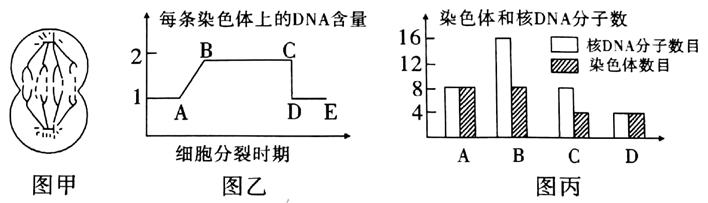 图甲
每条染色体上的DNA含量
2
1
A
B
C
D
E
细胞分裂时期
图乙
染色体和核DNA分子数
16
12
8
4
核DNA分子数目
染色体数目
A
B
C
D
图丙